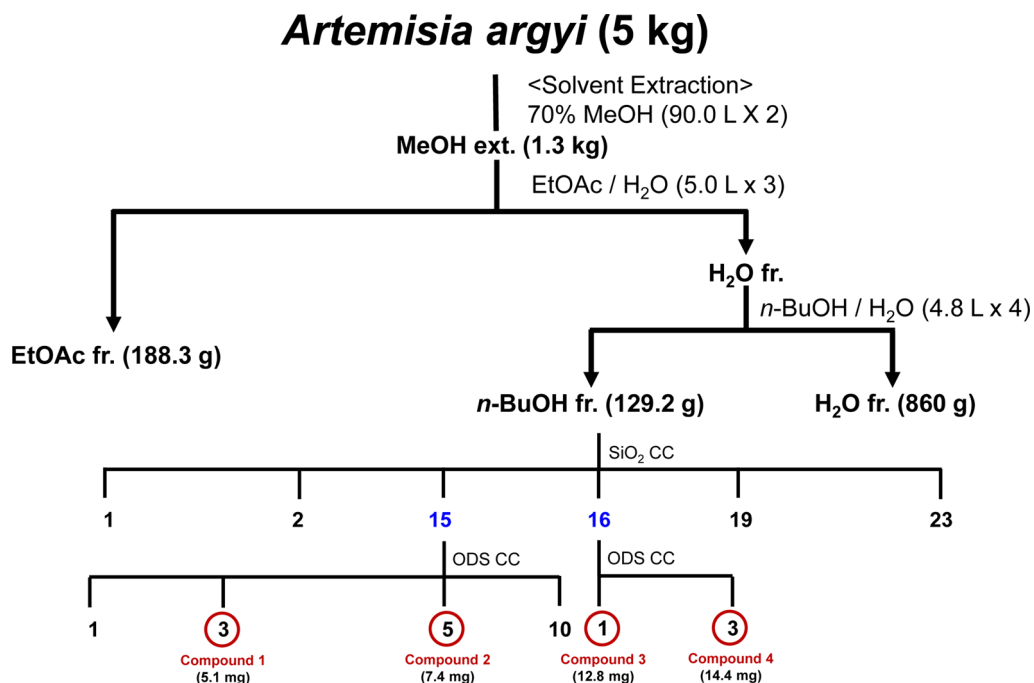 Artemisia argyi (5 kg)
<Solvent Extraction>
70% MeOH (90.0 L X 2)
MeOH ext. (1.3 kg)
EtOAc / H₂O (5.0 L x 3)
H₂O fr.
n-BuOH / H₂O (4.8 L x 4)
EtOAc fr. (188.3 g)
n-BuOH fr. (129.2 g)
H₂O fr. (860 g)
SiO₂ CC
1 2 15 16 19 23
ODS CC
ODS CC
1 3 5 10 1 3
Compound 1
(5.1 mg)
Compound 2
(7.4 mg)
Compound 3
(12.8 mg)
Compound 4
(14.4 mg)